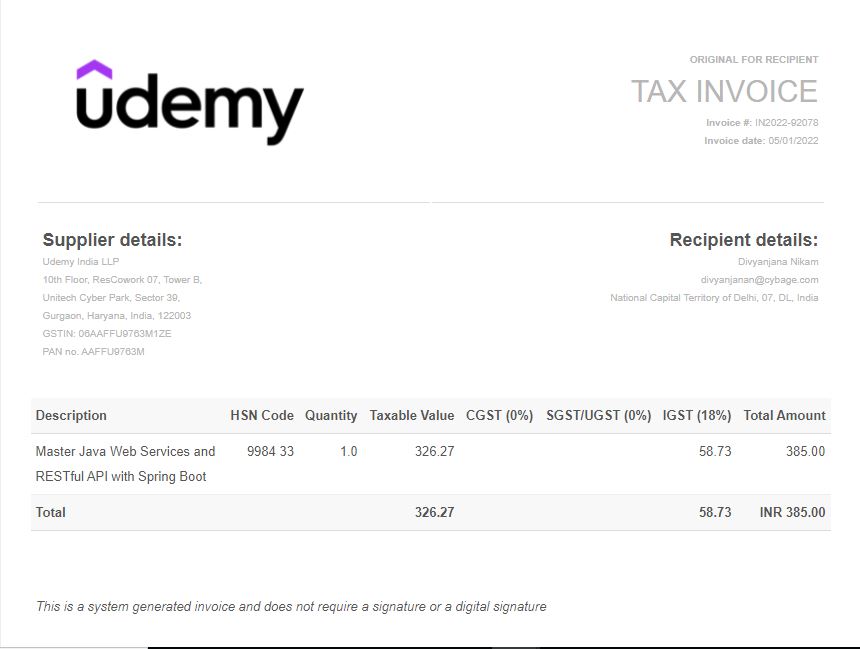 udemy
ORIGINAL FOR RECIPIENT
TAX INVOICE
Invoice #: IN2022-92078
Invoice date: 05/01/2022
Supplier details:
Udemy India LLP
10th Floor, ResCowork 07, Tower B,
Unitech Cyber Park, Sector 39,
Gurgaon, Haryana, India, 122003
GSTIN: 06AAFFU9763M1ZE
PAN no. AAFFU9763M
Recipient details:
Divyanjana Nikam
divyanjanan@cybage.com
National Capital Territory of Delhi, 07, DL, India
Description HSN Code Quantity Taxable Value CGST (0%) SGST/UGST (0%) IGST (18%) Total Amount
Master Java Web Services and 9984 33 1.0 326.27 58.73 385.00
RESTful API with Spring Boot
Total 326.27 58.73 INR 385.00
This is a system generated invoice and does not require a signature or a digital signature